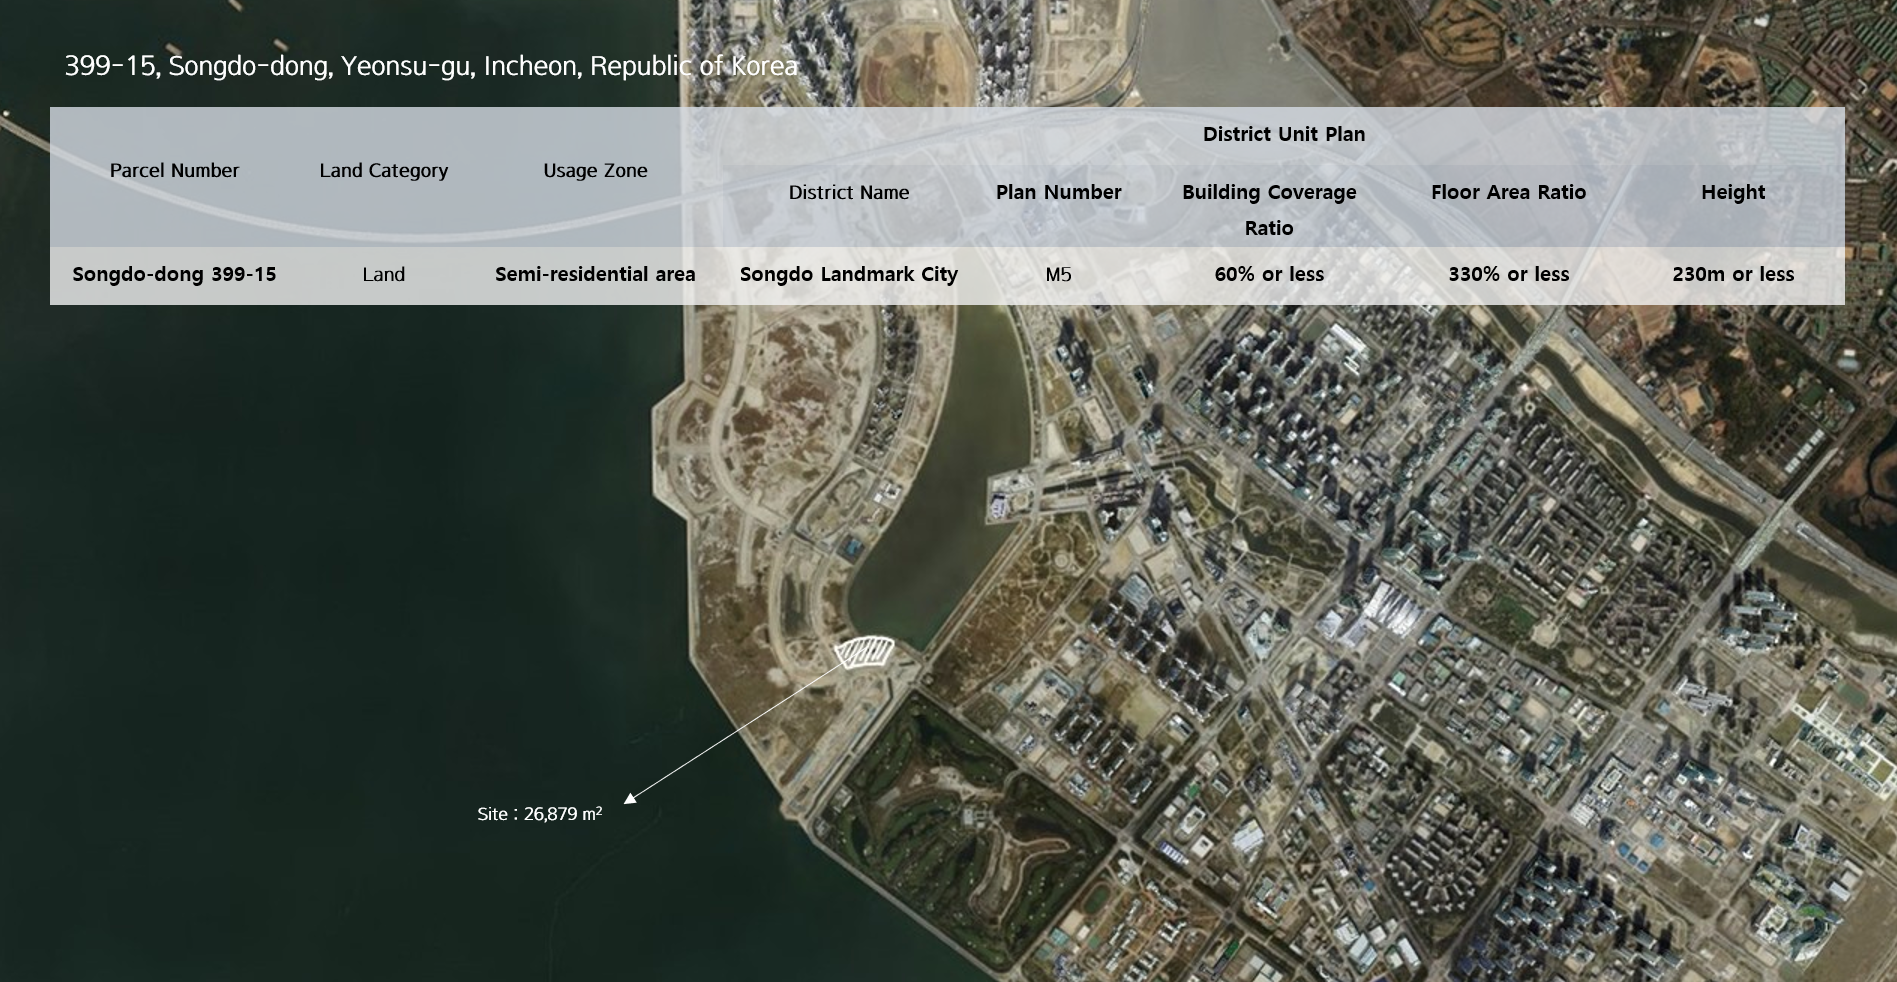 399-15, Songdo-dong, Yeonsu-gu, Incheon, Republic of Korea
Parcel Number
Land Category
Usage Zone
District Unit Plan
District Name
Plan Number
Building Coverage
Ratio
Floor Area Ratio
Height
Songdo-dong 399-15
Land
Semi-residential area
Songdo Landmark City
M5
60% or less
330% or less
230m or less
Site : 26,879 m²
1